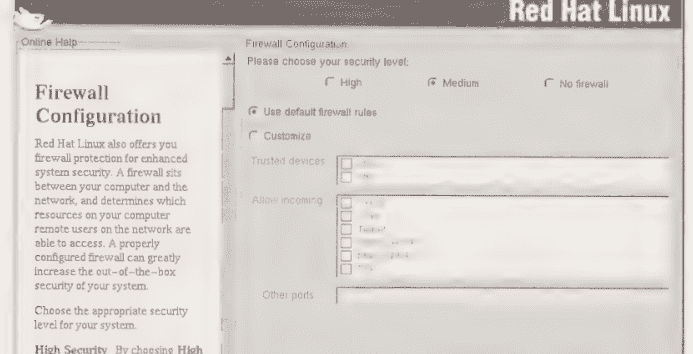 Red Hat Linux
Online Help
Firewall
Configuration
Red Hat Linux also offers you
firewall protection for enhanced
system security. A firewall sits
between your computer and the
network, and determines which
resources on your computer
remote users on the network are
able to access. A properly
configured firewall can greatly
increase the out-of-the-box
security of your system.
Choose the appropriate security
level for your system.
High Security By choosing High
Firewall Configuration
Please choose your security level:
High Medium No firewall
Use default firewall rules
Customize
Trusted devices
Allow incoming
Other ports